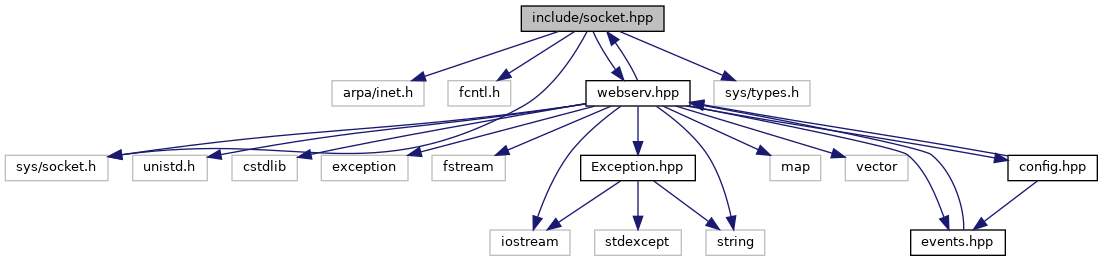 include/socket.hpp
arpa/inet.h
fcntl.h
webserv.hpp
sys/types.h
sys/socket.h
unistd.h
cstdlib
exception
fstream
Exception.hpp
map
vector
config.hpp
iostream
stdexcept
string
events.hpp